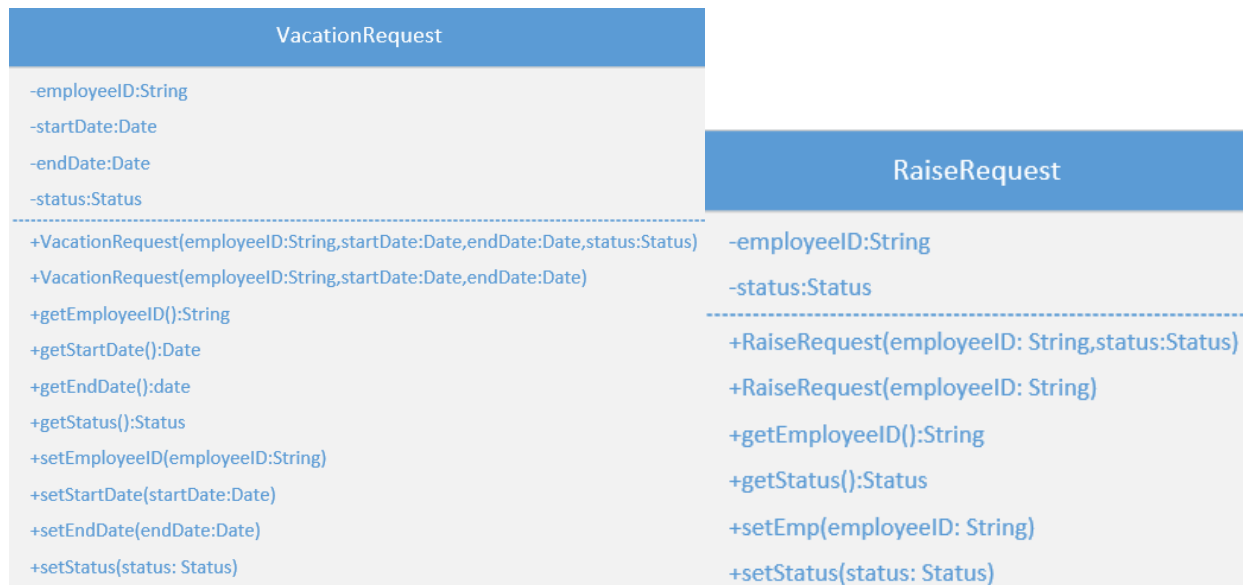 VacationRequest
-employeeID:String
-startDate:Date
-endDate:Date
-status:Status
+VacationRequest(employeeID:String,startDate:Date,endDate:Date,status:Status)
+VacationRequest(employeeID:String,startDate:Date,endDate:Date)
+getEmployeeID():String
+getStartDate():Date
+getEndDate():date
+getStatus():Status
+setEmployeeID(employeeID:String)
+setStartDate(startDate:Date)
+setEndDate(endDate:Date)
+setStatus(status: Status)
RaiseRequest
-employeeID:String
-status:Status
+RaiseRequest(employeeID: String,status:Status)
+RaiseRequest(employeeID: String)
+getEmployeeID():String
+getStatus():Status
+setEmp(employeeID: String)
+setStatus(status: Status)